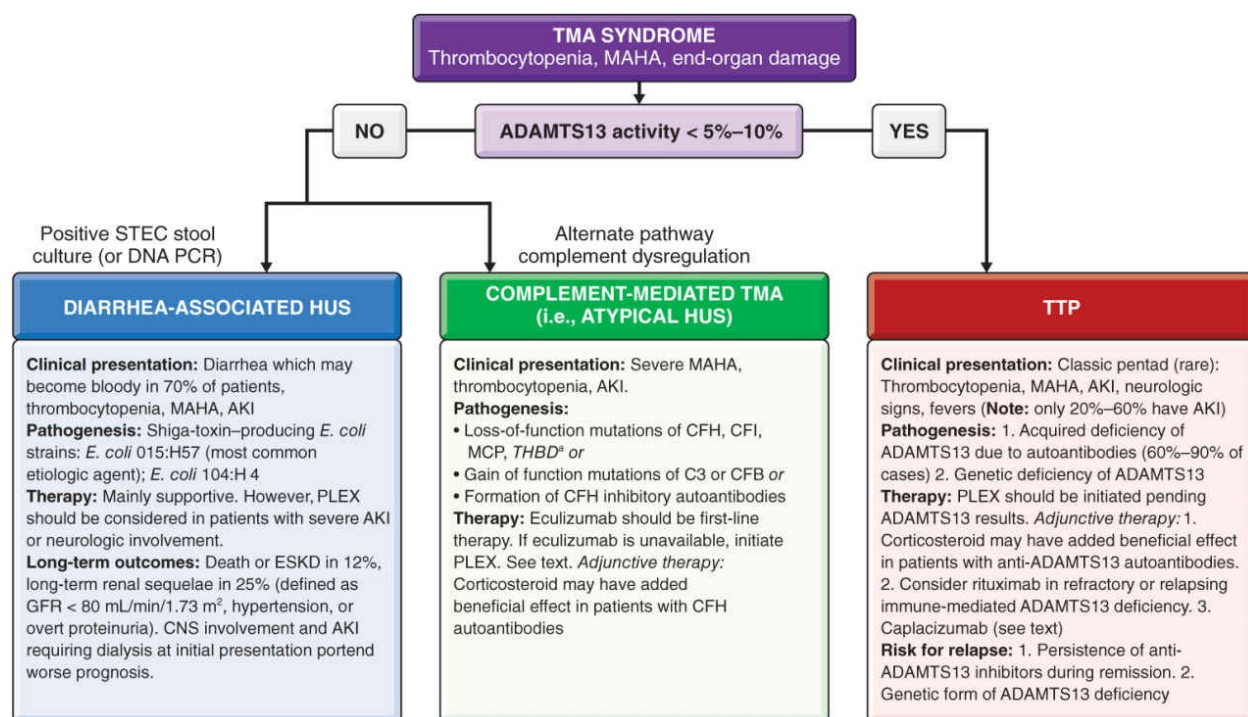 TMA SYNDROME
Thrombocytopenia, MAHA, end-organ damage
NO
ADAMTS13 activity < 5%–10%
YES
Positive STEC stool
culture (or DNA PCR)
Alternate pathway
complement dysregulation
DIARRHEA-ASSOCIATED HUS
Clinical presentation: Diarrhea which may
become bloody in 70% of patients,
thrombocytopenia, MAHA, AKI
Pathogenesis: Shiga-toxin–producing E. coli
strains: E. coli 015:H57 (most common
etiologic agent); E. coli 104:H 4
Therapy: Mainly supportive. However, PLEX
should be considered in patients with severe AKI
or neurologic involvement.
Long-term outcomes: Death or ESKD in 12%,
long-term renal sequelae in 25% (defined as
GFR < 80 mL/min/1.73 m², hypertension, or
overt proteinuria). CNS involvement and AKI
requiring dialysis at initial presentation portend
worse prognosis.
COMPLEMENT-MEDIATED TMA
(i.e., ATYPICAL HUS)
Clinical presentation: Severe MAHA,
thrombocytopenia, AKI.
Pathogenesis:
• Loss-of-function mutations of CFH, CFI,
MCP, THBDª or
• Gain of function mutations of C3 or CFB or
• Formation of CFH inhibitory autoantibodies
Therapy: Eculizumab should be first-line
therapy. If eculizumab is unavailable, initiate
PLEX. See text. Adjunctive therapy:
Corticosteroid may have added
beneficial effect in patients with CFH
autoantibodies
TTP
Clinical presentation: Classic pentad (rare):
Thrombocytopenia, MAHA, AKI, neurologic
signs, fevers (Note: only 20%–60% have AKI)
Pathogenesis: 1. Acquired deficiency of
ADAMTS13 due to autoantibodies (60%–90% of
cases) 2. Genetic deficiency of ADAMTS13
Therapy: PLEX should be initiated pending
ADAMTS13 results. Adjunctive therapy: 1.
Corticosteroid may have added beneficial effect
in patients with anti-ADAMTS13 autoantibodies.
2. Consider rituximab in refractory or relapsing
immune-mediated ADAMTS13 deficiency. 3.
Caplacizumab (see text)
Risk for relapse: 1. Persistence of anti-
ADAMTS13 inhibitors during remission. 2.
Genetic form of ADAMTS13 deficiency